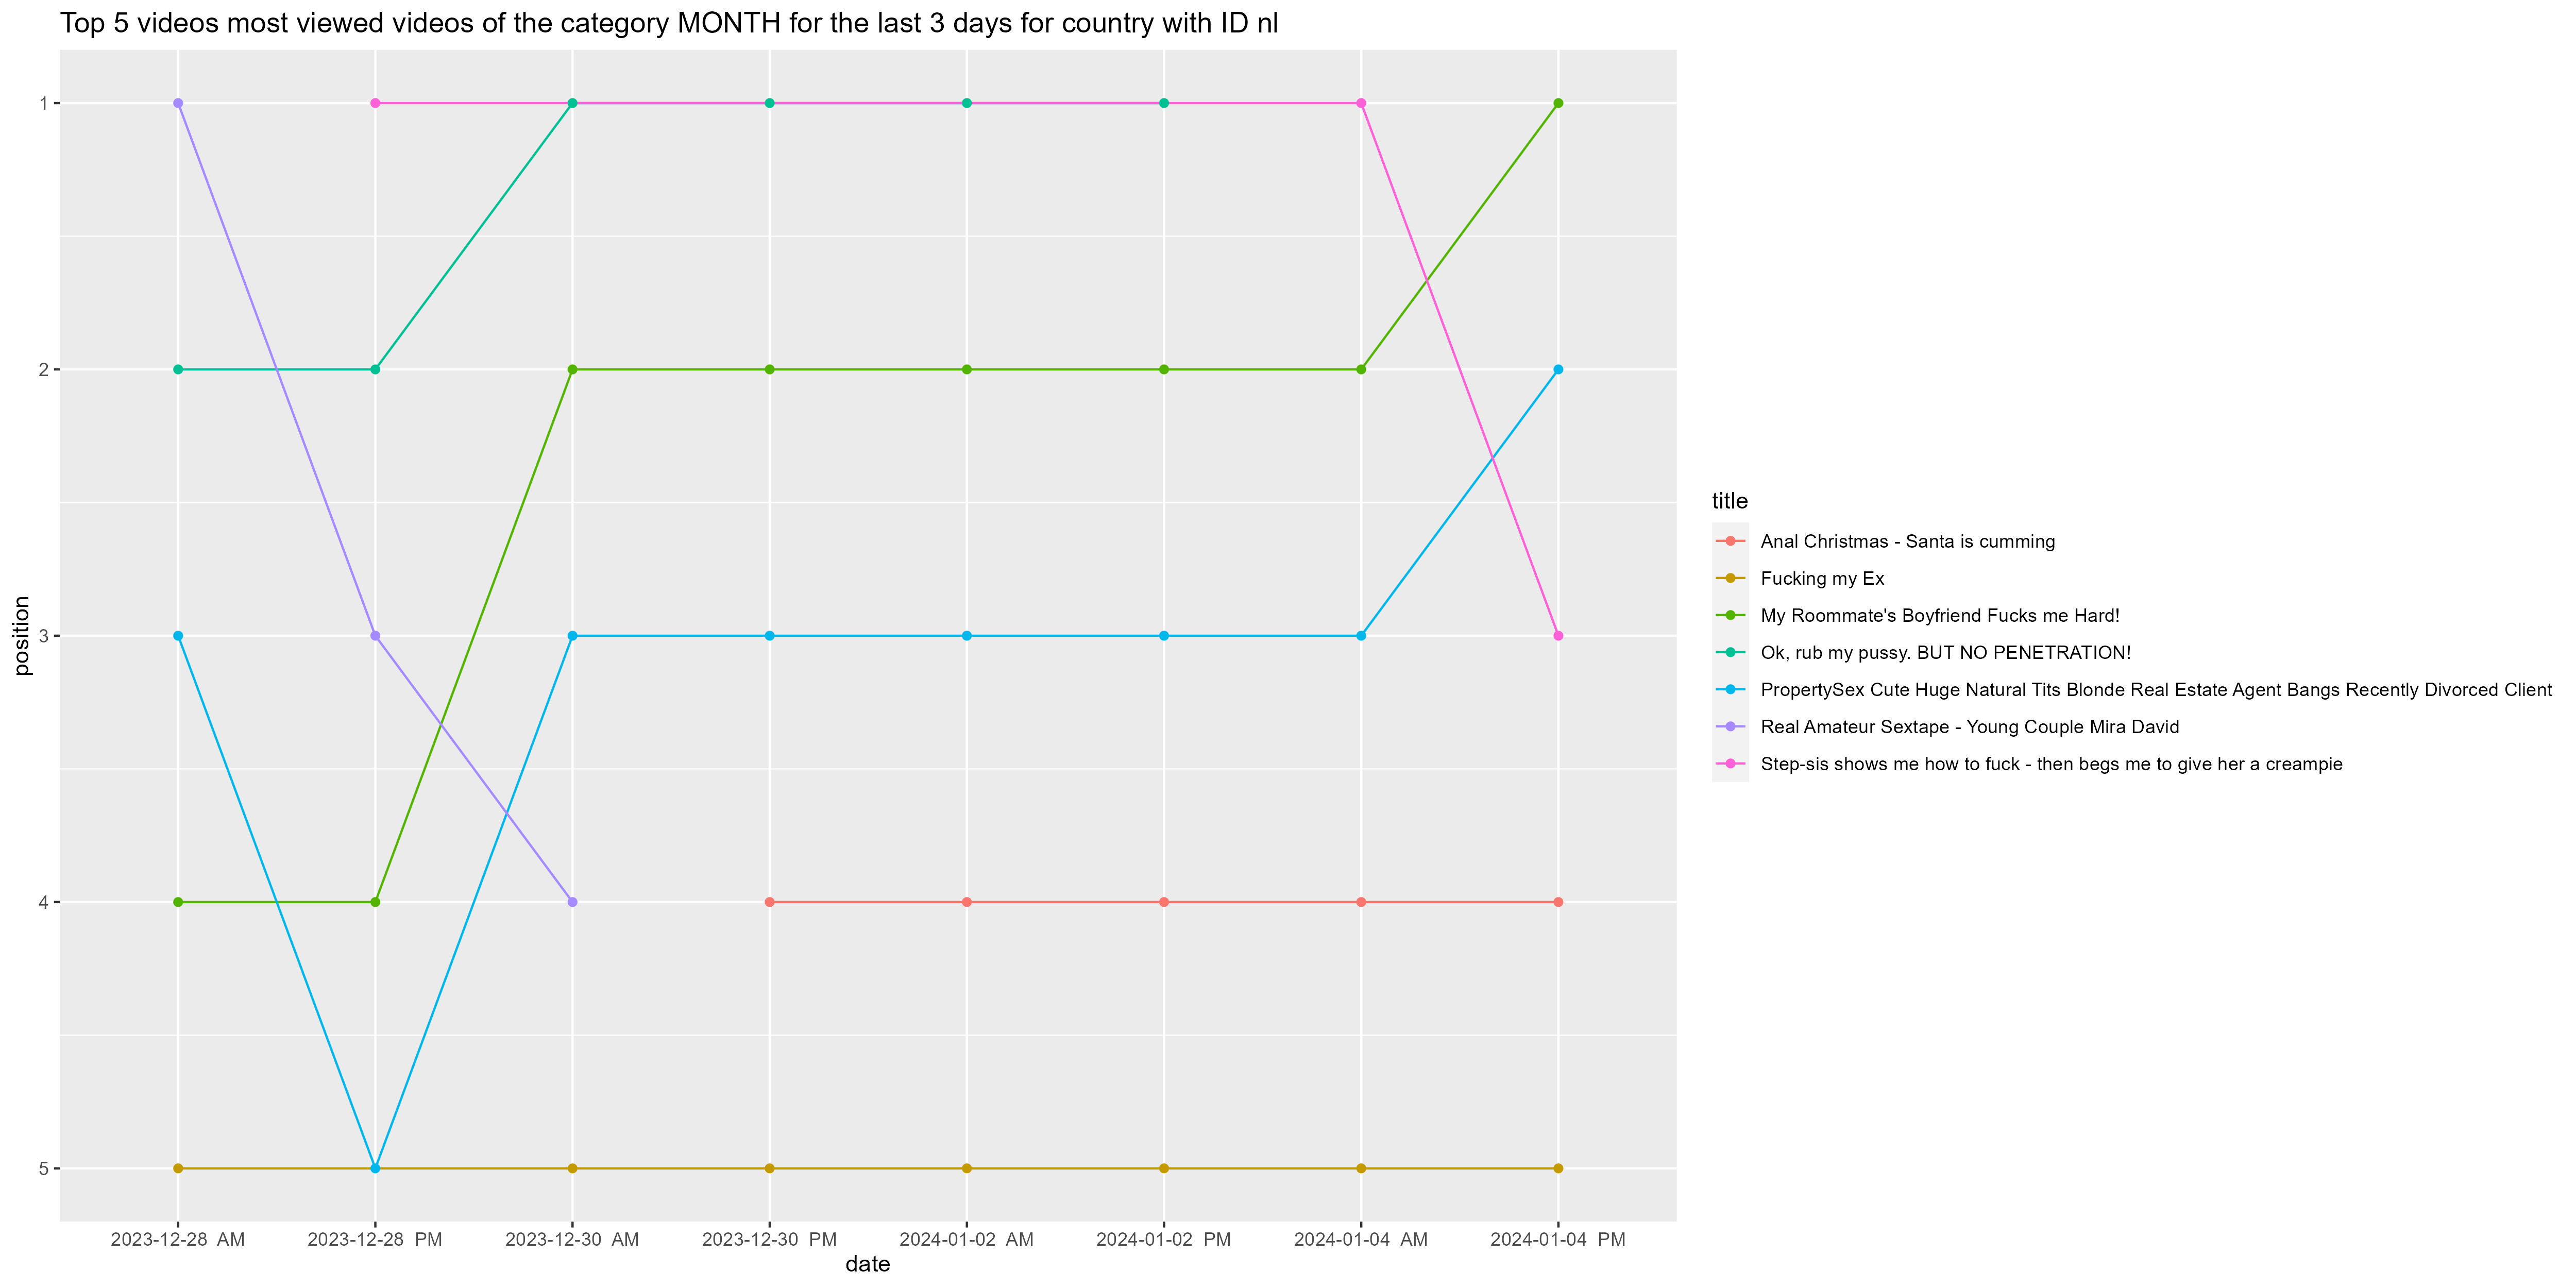 Top 5 videos most viewed videos of the category MONTH for the last 3 days for country with ID nl
position
1
2
3
4
5
2023-12-28 AM
2023-12-28 PM
2023-12-30 AM
2023-12-30 PM
2024-01-02 AM
2024-01-02 PM
2024-01-04 AM
2024-01-04 PM
date
title
Anal Christmas - Santa is cumming
Fucking my Ex
My Roommate's Boyfriend Fucks me Hard!
Ok, rub my pussy. BUT NO PENETRATION!
PropertySex Cute Huge Natural Tits Blonde Real Estate Agent Bangs Recently Divorced Client
Real Amateur Sextape - Young Couple Mira David
Step-sis shows me how to fuck - then begs me to give her a creampie